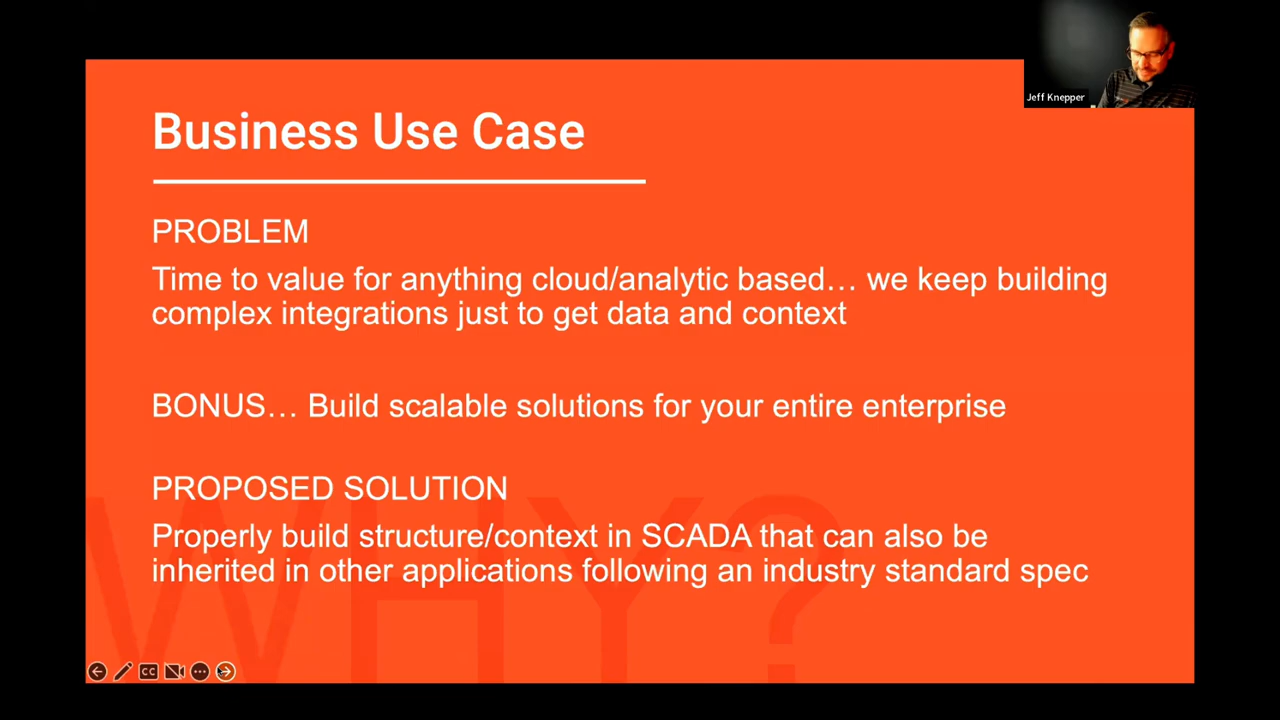 Jeff Knepper
Business Use Case
PROBLEM
Time to value for anything cloud/analytic based… we keep building
complex integrations just to get data and context
BONUS… Build scalable solutions for your entire enterprise
PROPOSED SOLUTION
Properly build structure/context in SCADA that can also be
inherited in other applications following an industry standard spec
WHY?
CC